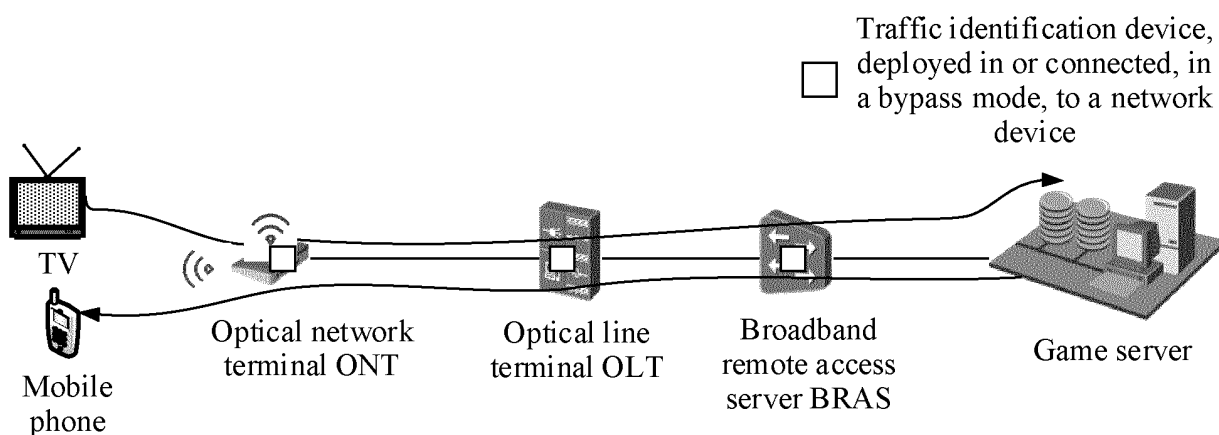 Traffic identification device,
deployed in or connected, in
a bypass mode, to a network
device
TV
Mobile
phone
Optical network
terminal ONT
Optical line
terminal OLT
Broadband
remote access
server BRAS
Game server